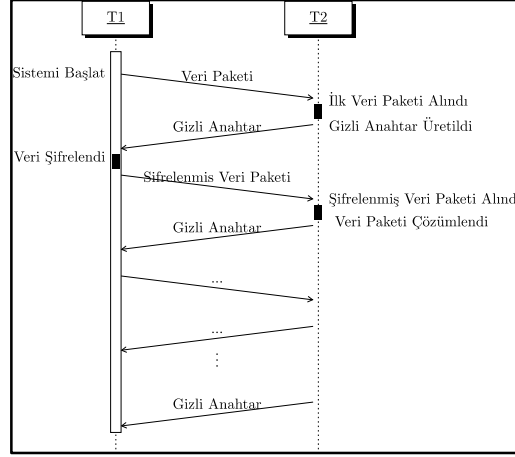 T1
T2
Sistemi Başlat
Veri Paketi
İlk Veri Paketi Alındı
Gizli Anahtar
Gizli Anahtar Üretildi
Veri Şifrelendi
Sifrelenmis Veri Paketi
Şifrelenmiş Veri Paketi Alınd
Gizli Anahtar
Veri Paketi Çözümlendi
...
...
⋮
Gizli Anahtar